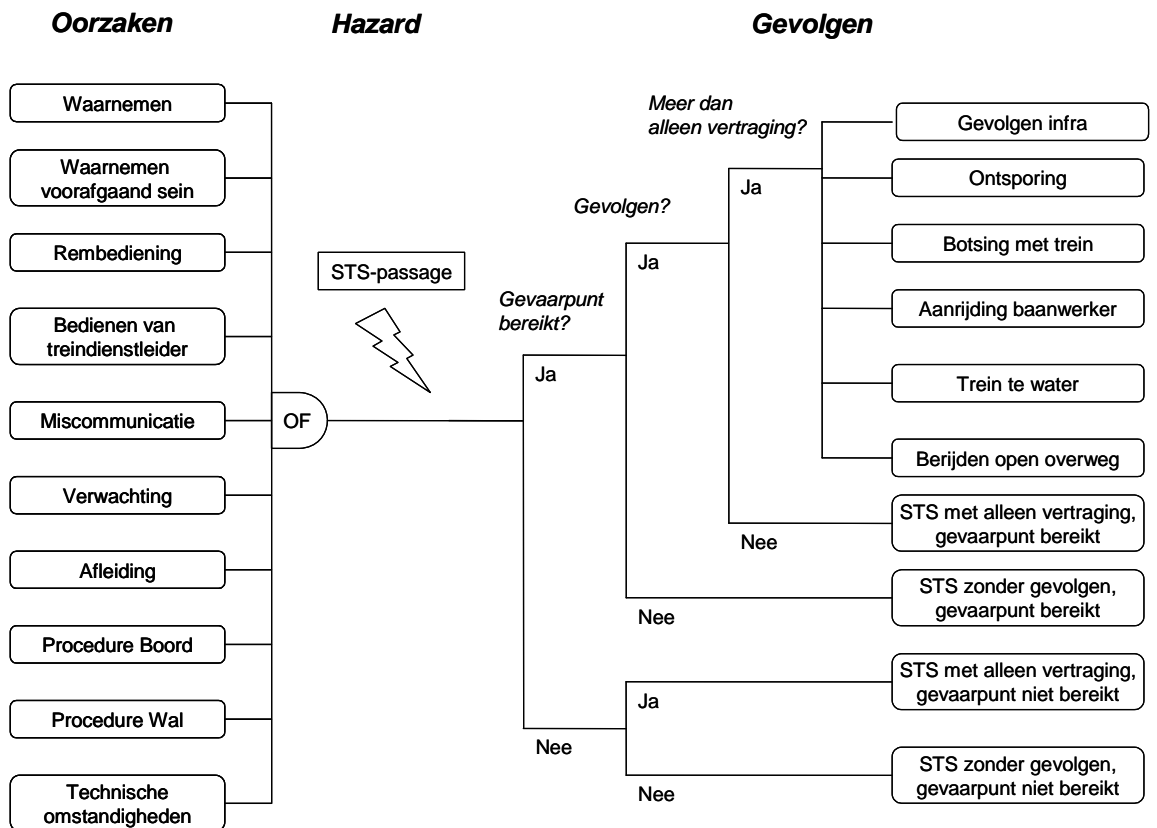 Oorzaken
Hazard
Gevolgen
Waarnemen
Waarnemen
voorafgaand sein
Rembediening
Bedienen van
treindienstleider
Miscommunicatie
Verwachting
Afleiding
Procedure Boord
Procedure Wal
Technische
omstandigheden
OF
STS-passage
Gevaarpunt
bereikt?
Ja
Nee
Gevolgen?
Ja
Nee
Ja
Nee
Meer dan
alleen vertraging?
Ja
Nee
Gevolgen infra
Ontsporing
Botsing met trein
Aanrijding baanwerker
Trein te water
Berijden open overweg
STS met alleen vertraging,
gevaarpunt bereikt
STS zonder gevolgen,
gevaarpunt bereikt
STS met alleen vertraging,
gevaarpunt niet bereikt
STS zonder gevolgen,
gevaarpunt niet bereikt